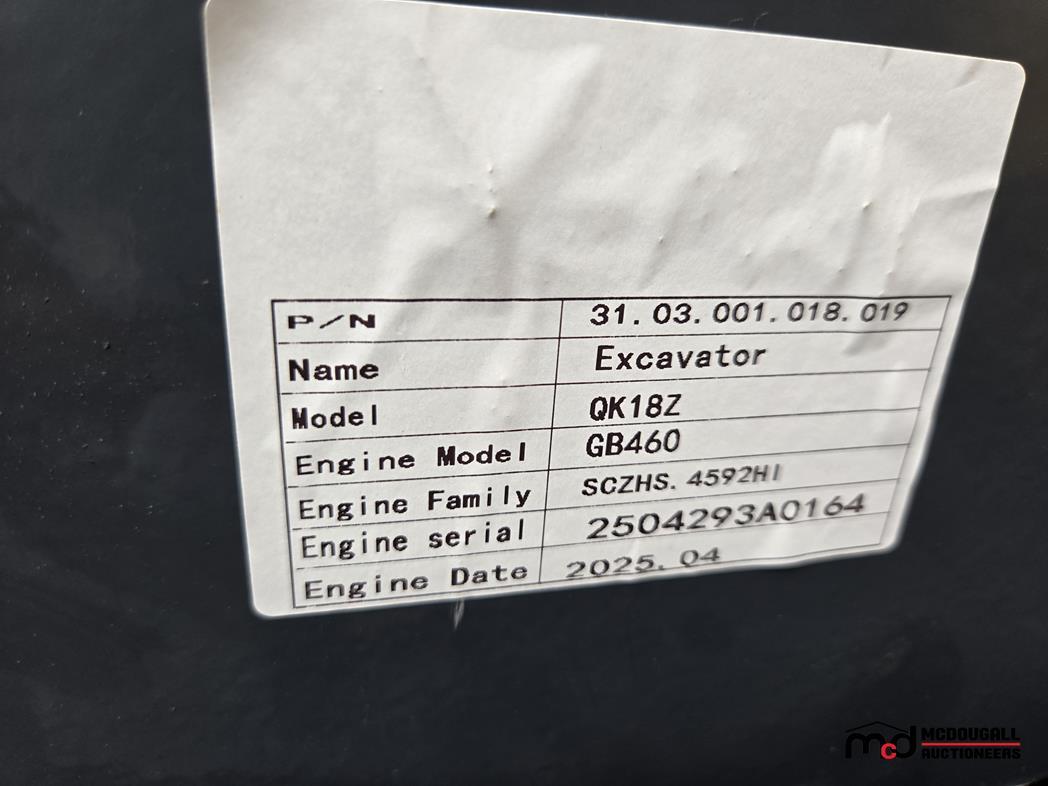 P/N 31.03.001.018.019
Name Excavator
Model QK18Z
Engine Model GB460
Engine Family SCZHS.4592HI
Engine serial 2504293A0164
Engine Date 2025.04
mcd MCDOUGALL
AUCTIONEERS